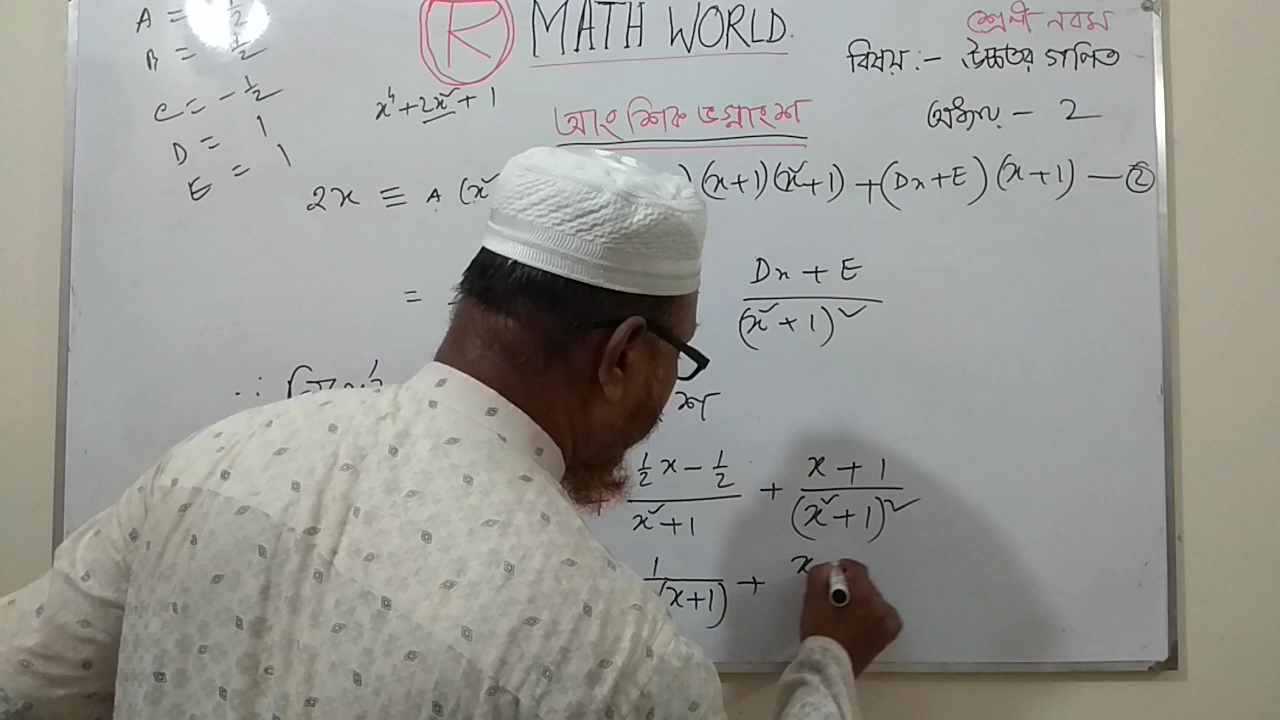 A = -½
B = ½
C = -½
D = 1
E = 1
R MATH WORLD.
শ্রেণী নবম
বিষয়:- উচ্চতর গণিত
অধ্যায় - 2
x⁴+2x²+1
আংশিক ভগ্নাংশ
2x ≡ A (x² ) (x+1)(x²+1) + (Dx+E) (x+1) — ②
= Dx + E / (x²+1)²
∴
½x - ½ / x²+1 + x+1 / (x²+1)²
1 / (x+1) + x